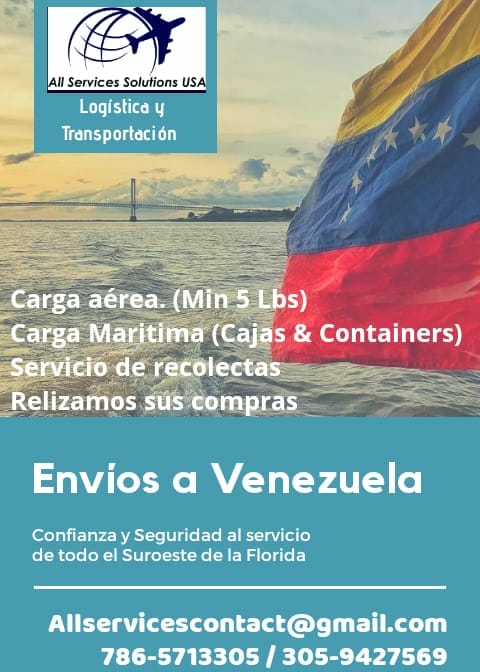 All Services Solutions USA
Logística y
Transportación
Carga aérea. (Min 5 Lbs)
Carga Maritima (Cajas & Containers)
Servicio de recolectas
Relizamos sus compras
Envíos a Venezuela
Confianza y Seguridad al servicio
de todo el Suroeste de la Florida
Allservicescontact@gmail.com
786-5713305 / 305-9427569